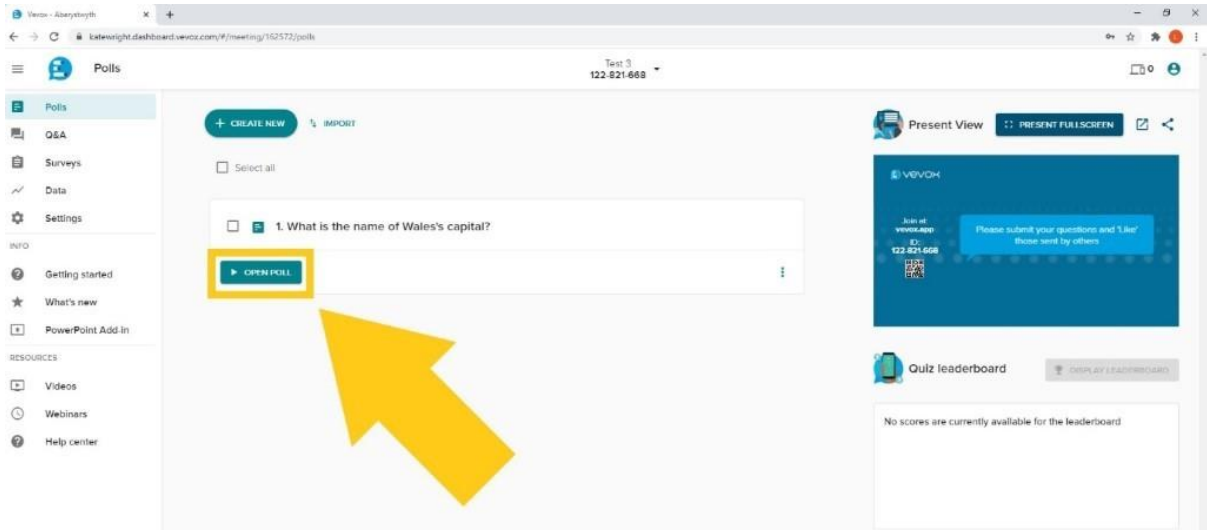 Vevox - Aberystwyth
katewright.dashboard.vevox.com/#/meeting/162572/polls
Polls
Test 3
122-821-668
0
Polls
Q&A
Surveys
Data
Settings
INFO
Getting started
What's new
PowerPoint Add-in
RESOURCES
Videos
Webinars
Help center
+ CREATE NEW
IMPORT
Select all
1. What is the name of Wales's capital?
OPEN POLL
Present View
PRESENT FULLSCREEN
vevox
Join at:
vevox.app
ID:
122-821-668
Please submit your questions and 'Like'
those sent by others
Quiz leaderboard
DISPLAY LEADERBOARD
No scores are currently available for the leaderboard